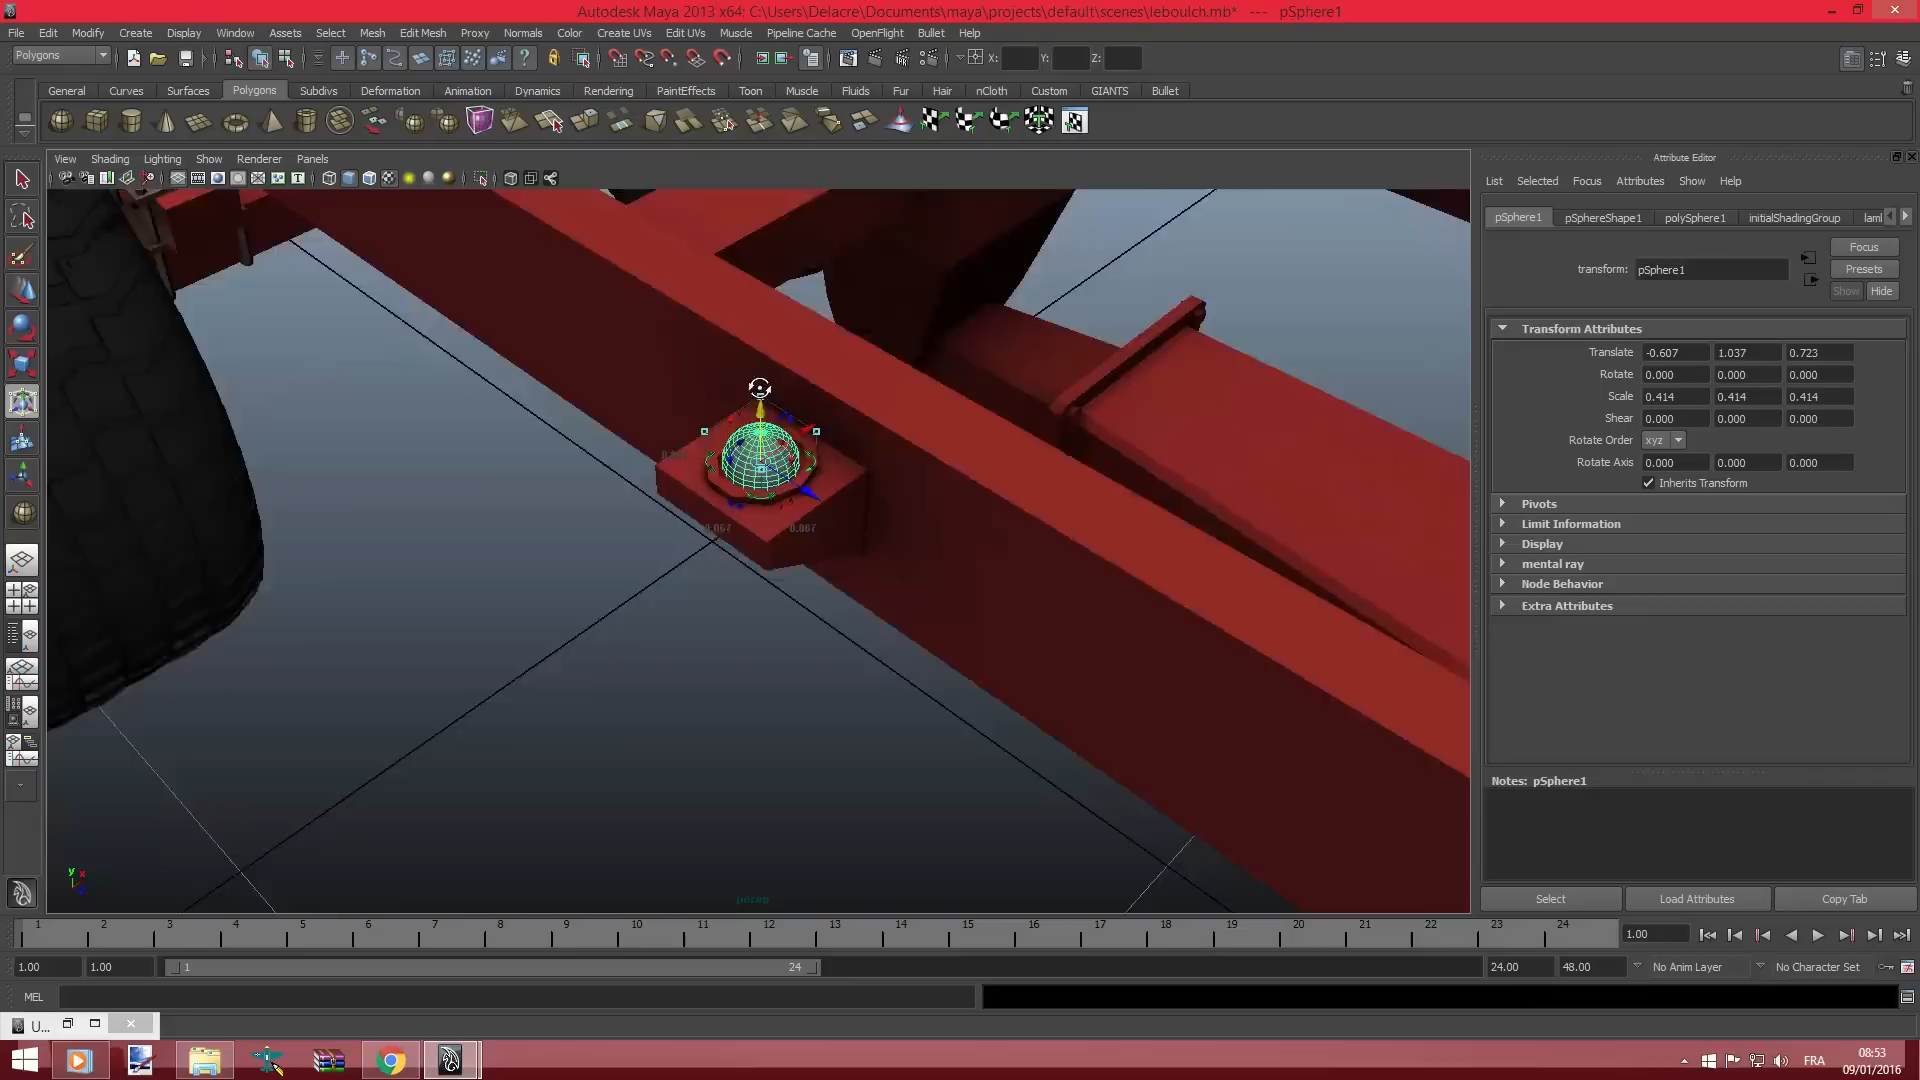 Autodesk Maya 2013 x64: C:\Users\Delacre\Documents\maya\projects\default\scenes\leboulch.mb*   ---   pSphere1
File Edit Modify Create Display Window Assets Select Mesh Edit Mesh Proxy Normals Color Create UVs Edit UVs Muscle Pipeline Cache OpenFlight Bullet Help
Polygons X: Y: Z:
General Curves Surfaces Polygons Subdivs Deformation Animation Dynamics Rendering PaintEffects Toon Muscle Fluids Fur Hair nCloth Custom GIANTS Bullet
View Shading Lighting Show Renderer Panels
Attribute Editor
List Selected Focus Attributes Show Help
pSphere1 pSphereShape1 polySphere1 initialShadingGroup
Focus
transform: pSphere1 Presets
Show Hide
Transform Attributes
Translate -0.607 1.037 0.723
Rotate 0.000 0.000 0.000
Scale 0.414 0.414 0.414
Shear 0.000 0.000 0.000
Rotate Order xyz
Rotate Axis 0.000 0.000 0.000
Inherits Transform
Pivots
Limit Information
Display
mental ray
Node Behavior
Extra Attributes
Notes: pSphere1
0.067
y x
persp
Select Load Attributes Copy Tab
1 2 3 4 5 6 7 8 9 10 11 12 13 14 15 16 17 18 19 20 21 22 23 24 1.00
1.00 1.00 1 24 24.00 48.00 No Anim Layer No Character Set
MEL
U...
FRA
08:53
09/01/2016